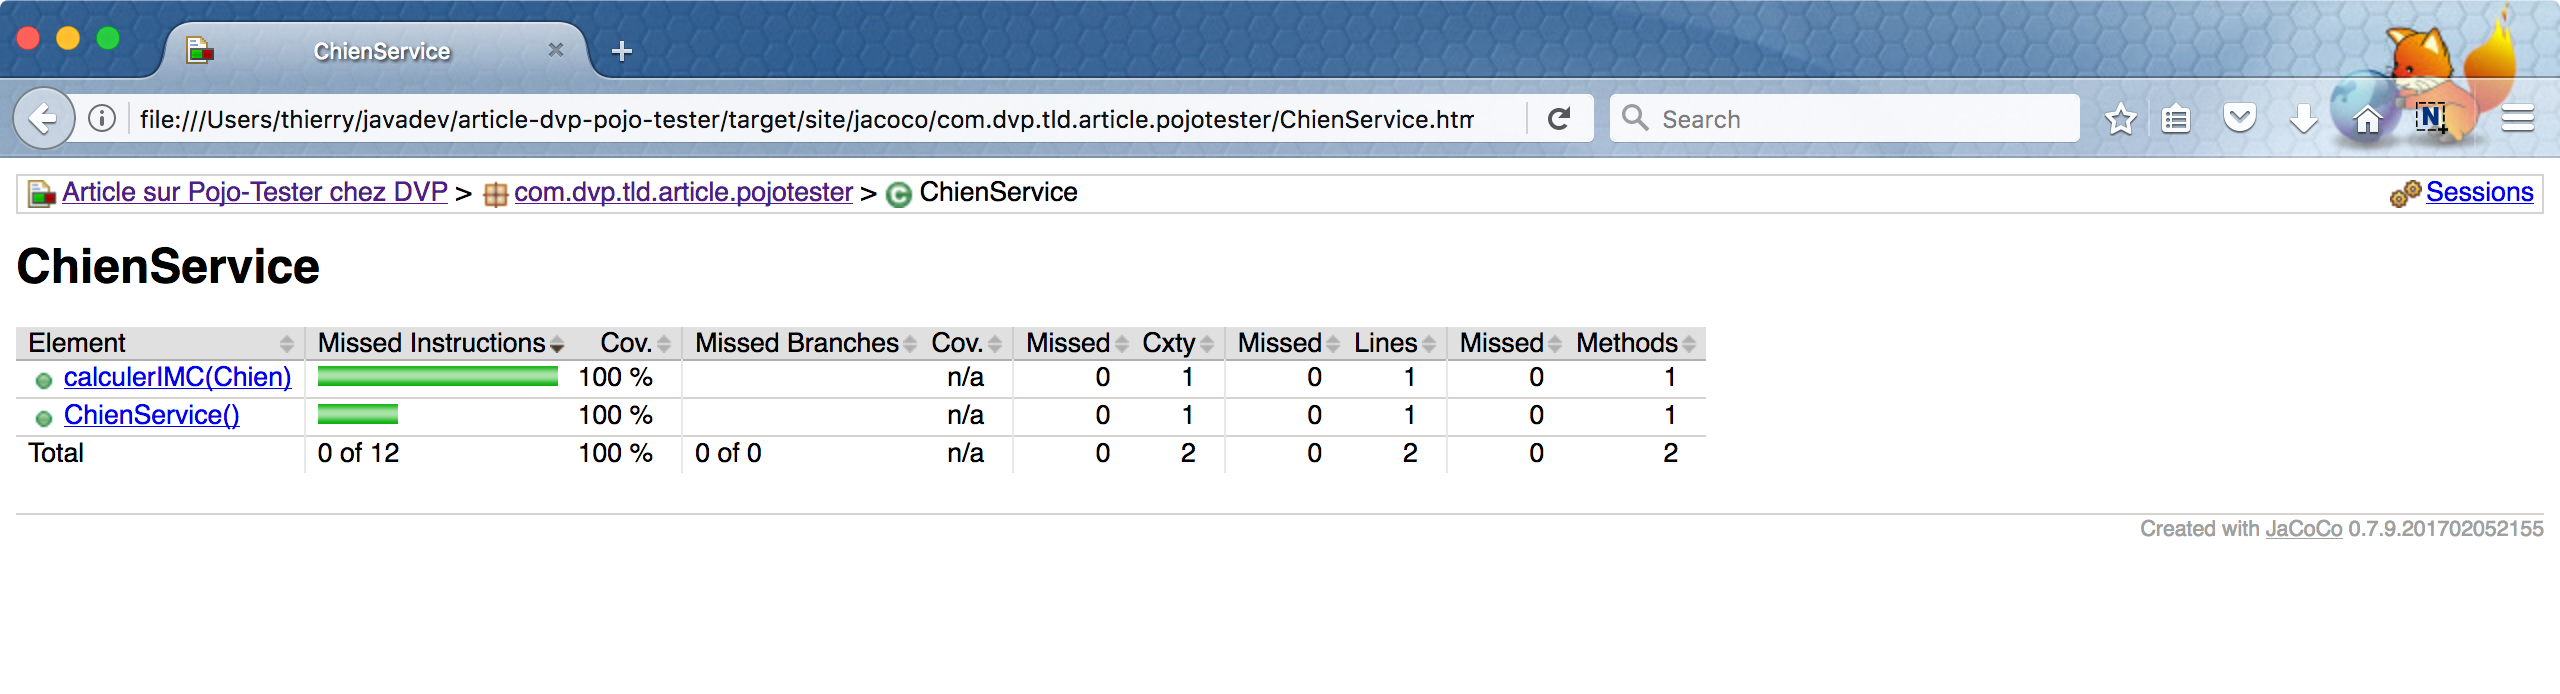 ChienService
file:///Users/thierry/javadev/article-dvp-pojo-tester/target/site/jacoco/com.dvp.tld.article.pojotester/ChienService.htm Search N
Article sur Pojo-Tester chez DVP > com.dvp.tld.article.pojotester > C ChienService Sessions
ChienService
Element Missed Instructions Cov. Missed Branches Cov. Missed Cxty Missed Lines Missed Methods
calculerIMC(Chien) 100 % n/a 0 1 0 1 0 1
ChienService() 100 % n/a 0 1 0 1 0 1
Total 0 of 12 100 % 0 of 0 n/a 0 2 0 2 0 2
Created with JaCoCo 0.7.9.201702052155